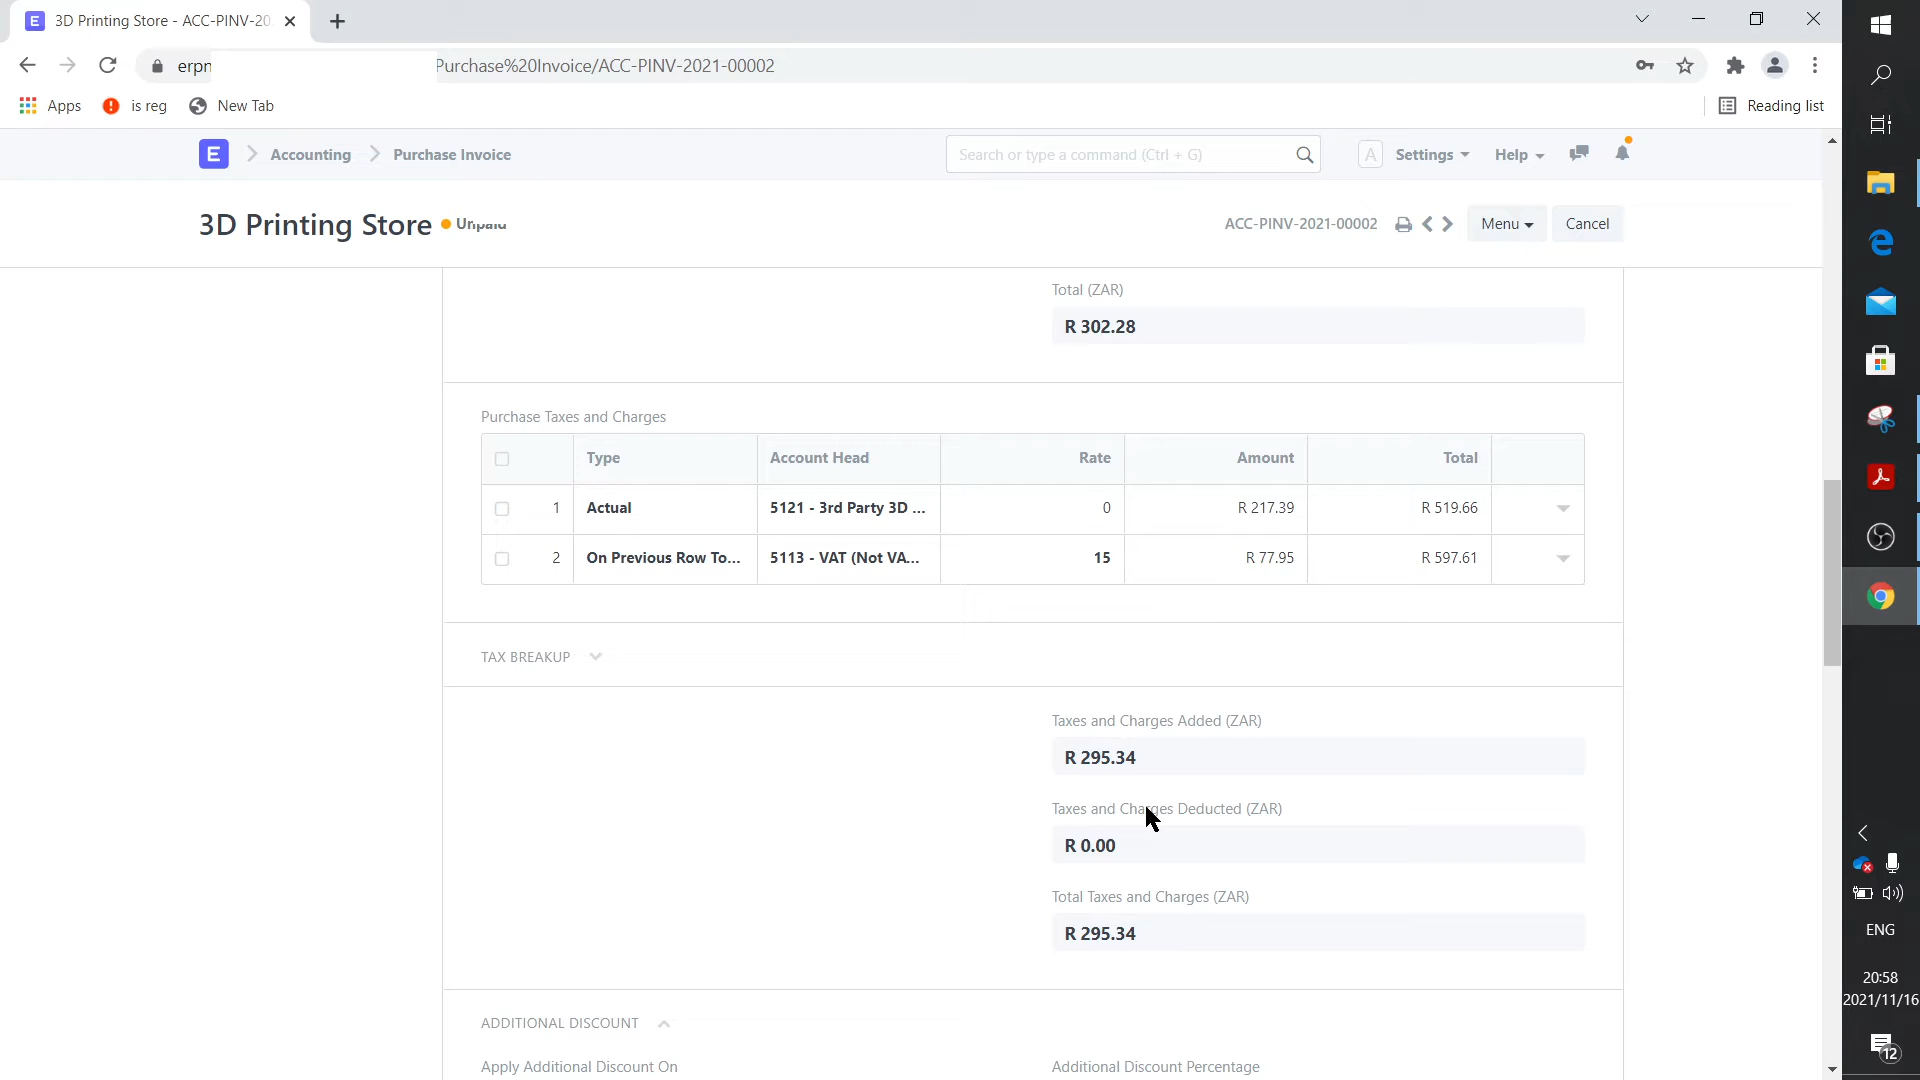 3D Printing Store - ACC-PINV-20
erpn Purchase%20Invoice/ACC-PINV-2021-00002
Apps is reg New Tab Reading list
E Accounting Purchase Invoice Search or type a command (Ctrl + G) A Settings Help
3D Printing Store Unpaid ACC-PINV-2021-00002 Menu Cancel
Total (ZAR)
R 302.28
Purchase Taxes and Charges
Type Account Head Rate Amount Total
1 Actual 5121 - 3rd Party 3D ... 0 R 217.39 R 519.66
2 On Previous Row To... 5113 - VAT (Not VA... 15 R 77.95 R 597.61
TAX BREAKUP
Taxes and Charges Added (ZAR)
R 295.34
Taxes and Charges Deducted (ZAR)
R 0.00
Total Taxes and Charges (ZAR)
R 295.34
ADDITIONAL DISCOUNT
Apply Additional Discount On Additional Discount Percentage
ENG
20:58
2021/11/16
12